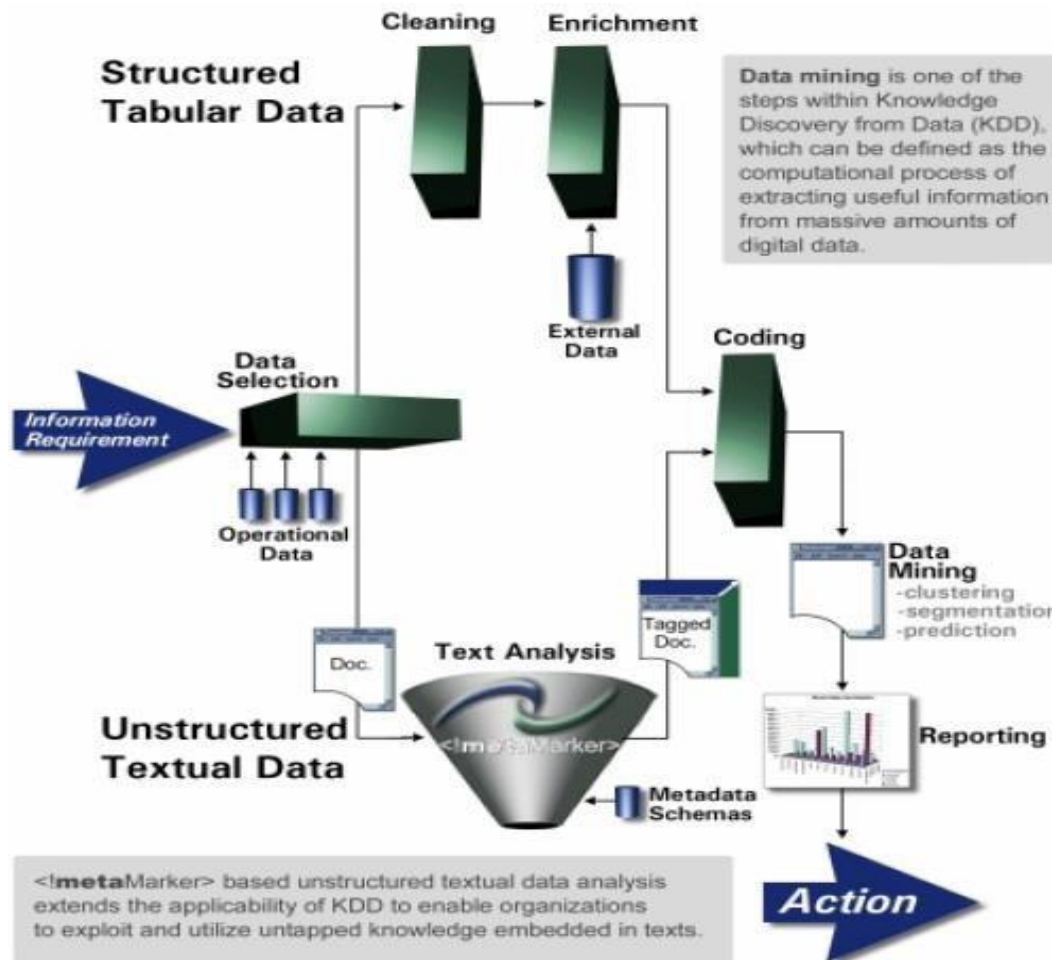 Cleaning
Enrichment
Structured
Tabular Data
Data mining is one of the
steps within Knowledge
Discovery from Data (KDD),
which can be defined as the
computational process of
extracting useful information
from massive amounts of
digital data.
External
Data
Coding
Data
Selection
Information
Requirement
Operational
Data
Data
Mining
-clustering
-segmentation
-prediction
Doc.
Text Analysis
Tagged
Doc.
Unstructured
Textual Data
<!metaMarker>
Metadata
Schemas
Reporting
<!metaMarker> based unstructured textual data analysis
extends the applicability of KDD to enable organizations
to exploit and utilize untapped knowledge embedded in texts.
Action